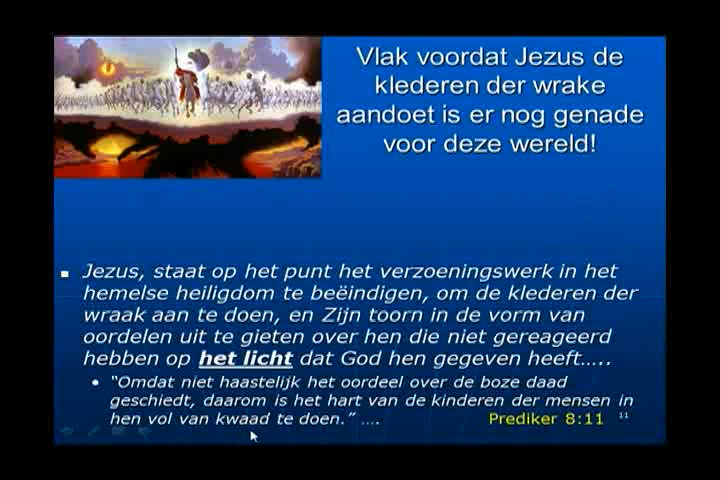 Vlak voordat Jezus de
klederen der wrake
aandoet is er nog genade
voor deze wereld!
Jezus, staat op het punt het verzoeningswerk in het
hemelse heiligdom te beëindigen, om de klederen der
wraak aan te doen, en Zijn toorn in de vorm van
oordelen uit te gieten over hen die niet gereageerd
hebben op het licht dat God hen gegeven heeft…..
“Omdat niet haastelijk het oordeel over de boze daad
geschiedt, daarom is het hart van de kinderen der mensen in
hen vol van kwaad te doen.” …. Prediker 8:11 11